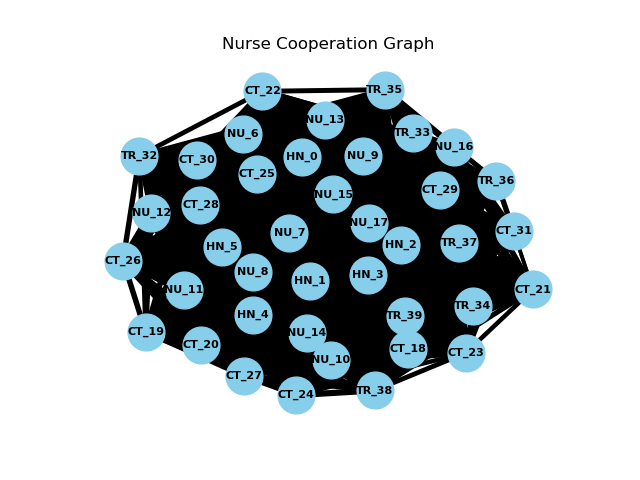 Nurse Cooperation Graph
CT_22
TR_35
NU_13
NU_6
TR_33
NU_16
TR_32
CT_30
HN_0
NU_9
CT_25
TR_36
CT_29
NU_15
CT_28
NU_12
NU_17
CT_31
NU_7
HN_5
HN_2
TR_37
CT_26
NU_8
HN_3
HN_1
NU_11
CT_21
TR_34
HN_4
TR_39
CT_19
NU_14
CT_20
CT_18
CT_23
NU_10
CT_27
TR_38
CT_24